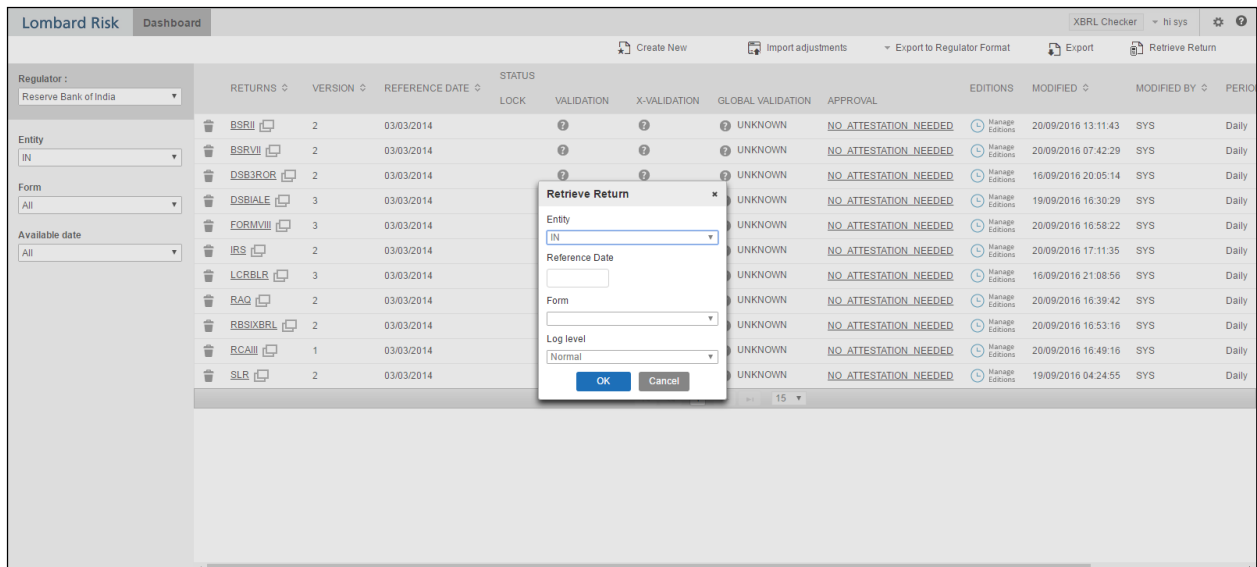 Lombard Risk Dashboard XBRL Checker hi sys
Create New Import adjustments Export to Regulator Format Export Retrieve Return
Regulator :
Reserve Bank of India
Entity
IN
Form
All
Available date
All
RETURNS VERSION REFERENCE DATE STATUS EDITIONS MODIFIED MODIFIED BY PERIO
LOCK VALIDATION X-VALIDATION GLOBAL VALIDATION APPROVAL
BSRII 2 03/03/2014 UNKNOWN NO_ATTESTATION_NEEDED Manage Editions 20/09/2016 13:11:43 SYS Daily
BSRVII 2 03/03/2014 UNKNOWN NO_ATTESTATION_NEEDED Manage Editions 20/09/2016 07:42:29 SYS Daily
DSB3ROR 2 03/03/2014 UNKNOWN NO_ATTESTATION_NEEDED Manage Editions 16/09/2016 20:05:14 SYS Daily
DSBIALE 3 03/03/2014 UNKNOWN NO_ATTESTATION_NEEDED Manage Editions 19/09/2016 16:30:29 SYS Daily
FORMVIII 3 03/03/2014 UNKNOWN NO_ATTESTATION_NEEDED Manage Editions 20/09/2016 16:58:22 SYS Daily
IRS 2 03/03/2014 UNKNOWN NO_ATTESTATION_NEEDED Manage Editions 20/09/2016 17:11:35 SYS Daily
LCRBLR 3 03/03/2014 UNKNOWN NO_ATTESTATION_NEEDED Manage Editions 16/09/2016 21:08:56 SYS Daily
RAQ 2 03/03/2014 UNKNOWN NO_ATTESTATION_NEEDED Manage Editions 20/09/2016 16:39:42 SYS Daily
RBSIXBRL 2 03/03/2014 UNKNOWN NO_ATTESTATION_NEEDED Manage Editions 20/09/2016 16:53:16 SYS Daily
RCAIII 1 03/03/2014 UNKNOWN NO_ATTESTATION_NEEDED Manage Editions 20/09/2016 16:49:16 SYS Daily
SLR 2 03/03/2014 UNKNOWN NO_ATTESTATION_NEEDED Manage Editions 19/09/2016 04:24:55 SYS Daily
15
Retrieve Return
Entity
IN
Reference Date
Form
Log level
Normal
OK Cancel